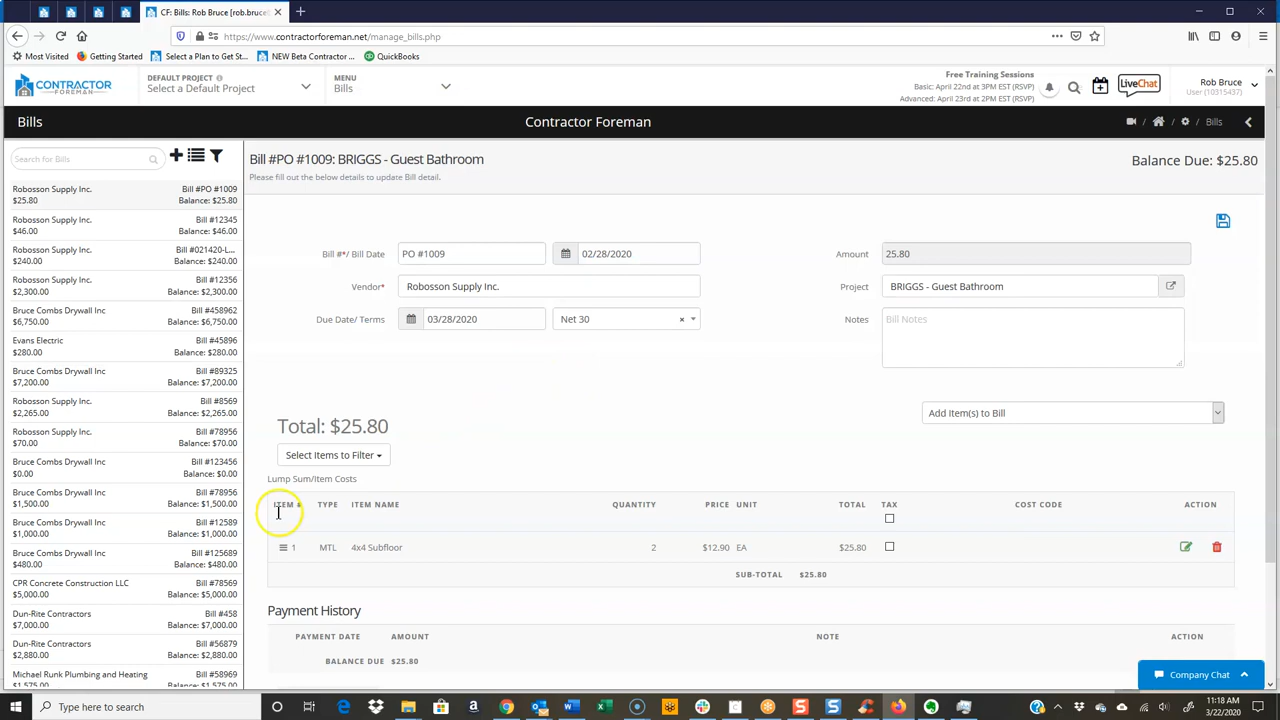 CF: Bills: Rob Bruce [rob.bruce
https://www.contractorforeman.net/manage_bills.php
Most Visited Getting Started Select a Plan to Get St... NEW Beta Contractor ... QuickBooks
CONTRACTOR
FOREMAN
DEFAULT PROJECT
Select a Default Project
MENU
Bills
Free Training Sessions
Basic: April 22nd at 3PM EST (RSVP)
Advanced: April 23rd at 2PM EST (RSVP)
LiveChat
Rob Bruce
User (10315437)
Bills
Contractor Foreman
Bills
Search for Bills
Robosson Supply Inc. Bill #PO #1009
$25.80 Balance: $25.80
Robosson Supply Inc. Bill #12345
$46.00 Balance: $46.00
Robosson Supply Inc. Bill #021420-L...
$240.00 Balance: $240.00
Robosson Supply Inc. Bill #12356
$2,300.00 Balance: $2,300.00
Bruce Combs Drywall Inc Bill #458962
$6,750.00 Balance: $6,750.00
Evans Electric Bill #45896
$280.00 Balance: $280.00
Bruce Combs Drywall Inc Bill #89325
$7,200.00 Balance: $7,200.00
Robosson Supply Inc. Bill #8569
$2,265.00 Balance: $2,265.00
Robosson Supply Inc. Bill #78956
$70.00 Balance: $70.00
Bruce Combs Drywall Inc Bill #123456
$0.00 Balance: $0.00
Bruce Combs Drywall Inc Bill #78956
$1,500.00 Balance: $1,500.00
Bruce Combs Drywall Inc Bill #12589
$1,000.00 Balance: $1,000.00
Bruce Combs Drywall Inc Bill #125689
$480.00 Balance: $480.00
CPR Concrete Construction LLC Bill #78569
$5,000.00 Balance: $5,000.00
Dun-Rite Contractors Bill #458
$7,000.00 Balance: $7,000.00
Dun-Rite Contractors Bill #56879
$2,880.00 Balance: $2,880.00
Michael Runk Plumbing and Heating Bill #58969
$1,575.00 Balance: $1,575.00
Bill #PO #1009: BRIGGS - Guest Bathroom
Balance Due: $25.80
Please fill out the below details to update Bill detail.
Bill #*/ Bill Date PO #1009 02/28/2020 Amount 25.80
Vendor* Robosson Supply Inc. Project BRIGGS - Guest Bathroom
Due Date/ Terms 03/28/2020 Net 30 × Notes Bill Notes
Add Item(s) to Bill
Total: $25.80
Select Items to Filter
Lump Sum/Item Costs
ITEM # TYPE ITEM NAME QUANTITY PRICE UNIT TOTAL TAX COST CODE ACTION
1 MTL 4x4 Subfloor 2 $12.90 EA $25.80
SUB-TOTAL $25.80
Payment History
PAYMENT DATE AMOUNT NOTE ACTION
BALANCE DUE $25.80
Company Chat
Type here to search
11:18 AM
3/22/2020